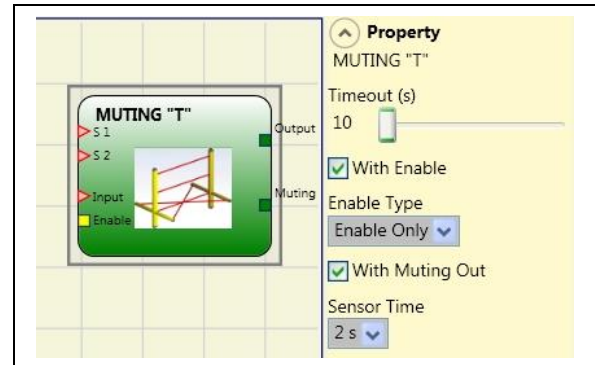 MUTING "T"
S 1
S 2
Input
Enable
Output
Muting
Property
MUTING "T"
Timeout (s)
10
With Enable
Enable Type
Enable Only
With Muting Out
Sensor Time
2 s